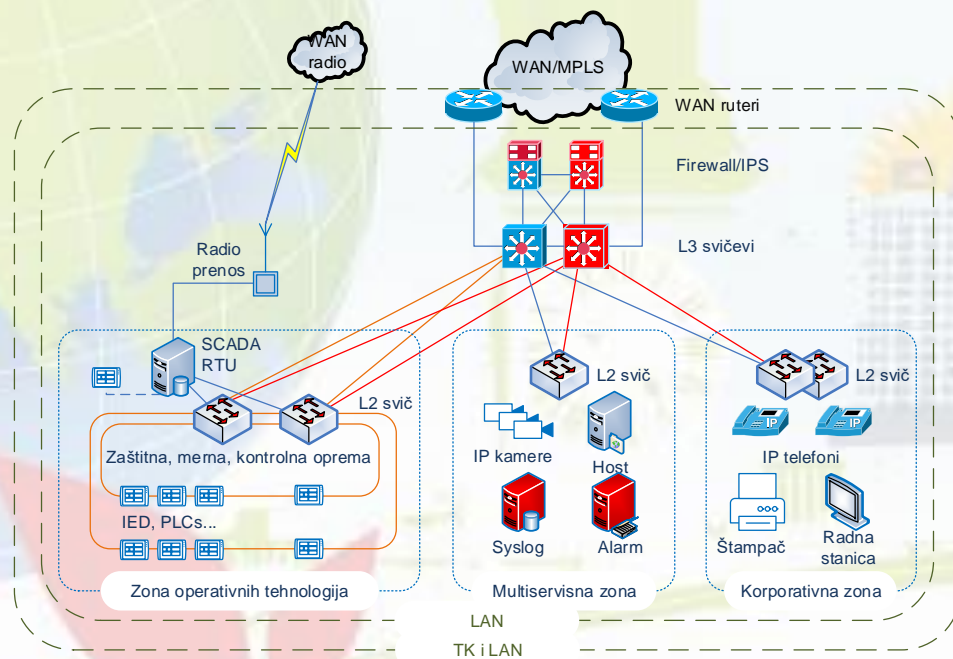 WAN
radio
WAN/MPLS
WAN ruteri
Firewall/IPS
L3 svičevi
Radio
prenos
SCADA
RTU
L2 svič
Zaštitna, merna, kontrolna oprema
IED, PLCs...
Zona operativnih tehnologija
L2 svič
IP kamere
Host
Syslog
Alarm
Multiservisna zona
L2 svič
IP
IP
IP telefoni
Štampač
Radna
stanica
Korporativna zona
LAN
TK i LAN